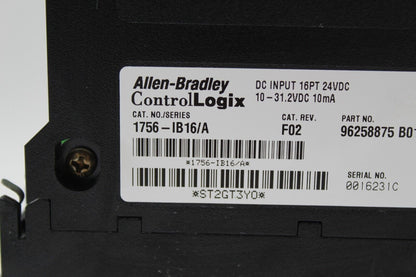 Allen-Bradley
ControlLogix
DC INPUT 16PT 24VDC
10-31.2VDC 10mA
CAT. NO./SERIES
1756-IB16/A
CAT. REV.
F02
PART NO.
96258875 B01
*1756-IB16/A*
SERIAL NO.
0016231C
*ST2GT3Y0*